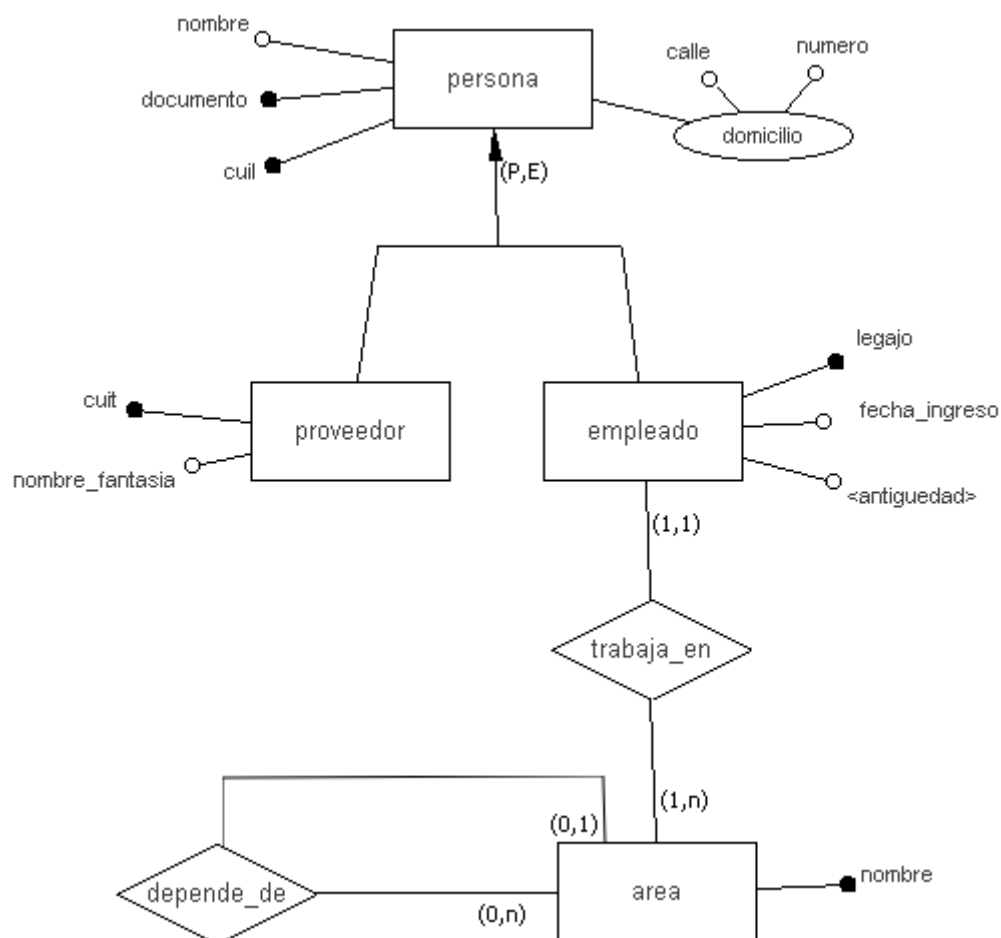 nombre
calle
numero
persona
documento
domicilio
cuil
(P,E)
legajo
cuit
fecha_ingreso
proveedor
empleado
nombre_fantasia
<antiguedad>
(1,1)
trabaja_en
(1,n)
(0,1)
nombre
depende_de
area
(0,n)